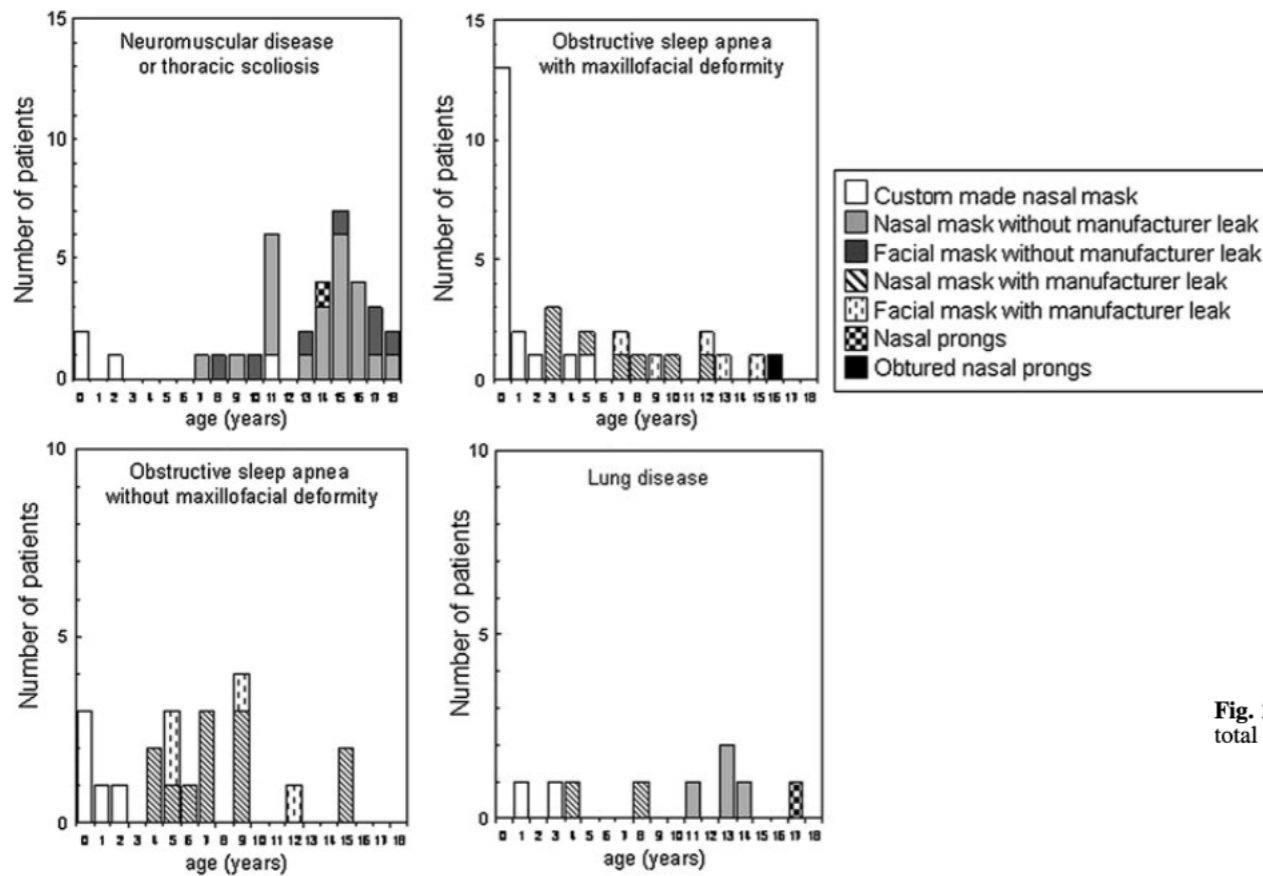 15
10
5
0
Number of patients
Neuromuscular disease
or thoracic scoliosis
0 1 2 3 4 5 6 7 8 9 10 11 12 13 14 15 16 17 18
age (years)
15
10
5
0
Number of patients
Obstructive sleep apnea
with maxillofacial deformity
0 1 2 3 4 5 6 7 8 9 10 11 12 13 14 15 16 17 18
age (years)
Custom made nasal mask
Nasal mask without manufacturer leak
Facial mask without manufacturer leak
Nasal mask with manufacturer leak
Facial mask with manufacturer leak
Nasal prongs
Obtured nasal prongs
10
5
0
Number of patients
Obstructive sleep apnea
without maxillofacial deformity
0 1 2 3 4 5 6 7 8 9 10 11 12 13 14 15 16 17 18
age (years)
10
5
0
Number of patients
Lung disease
0 1 2 3 4 5 6 7 8 9 10 11 12 13 14 15 16 17 18
age (years)
Fig.
total